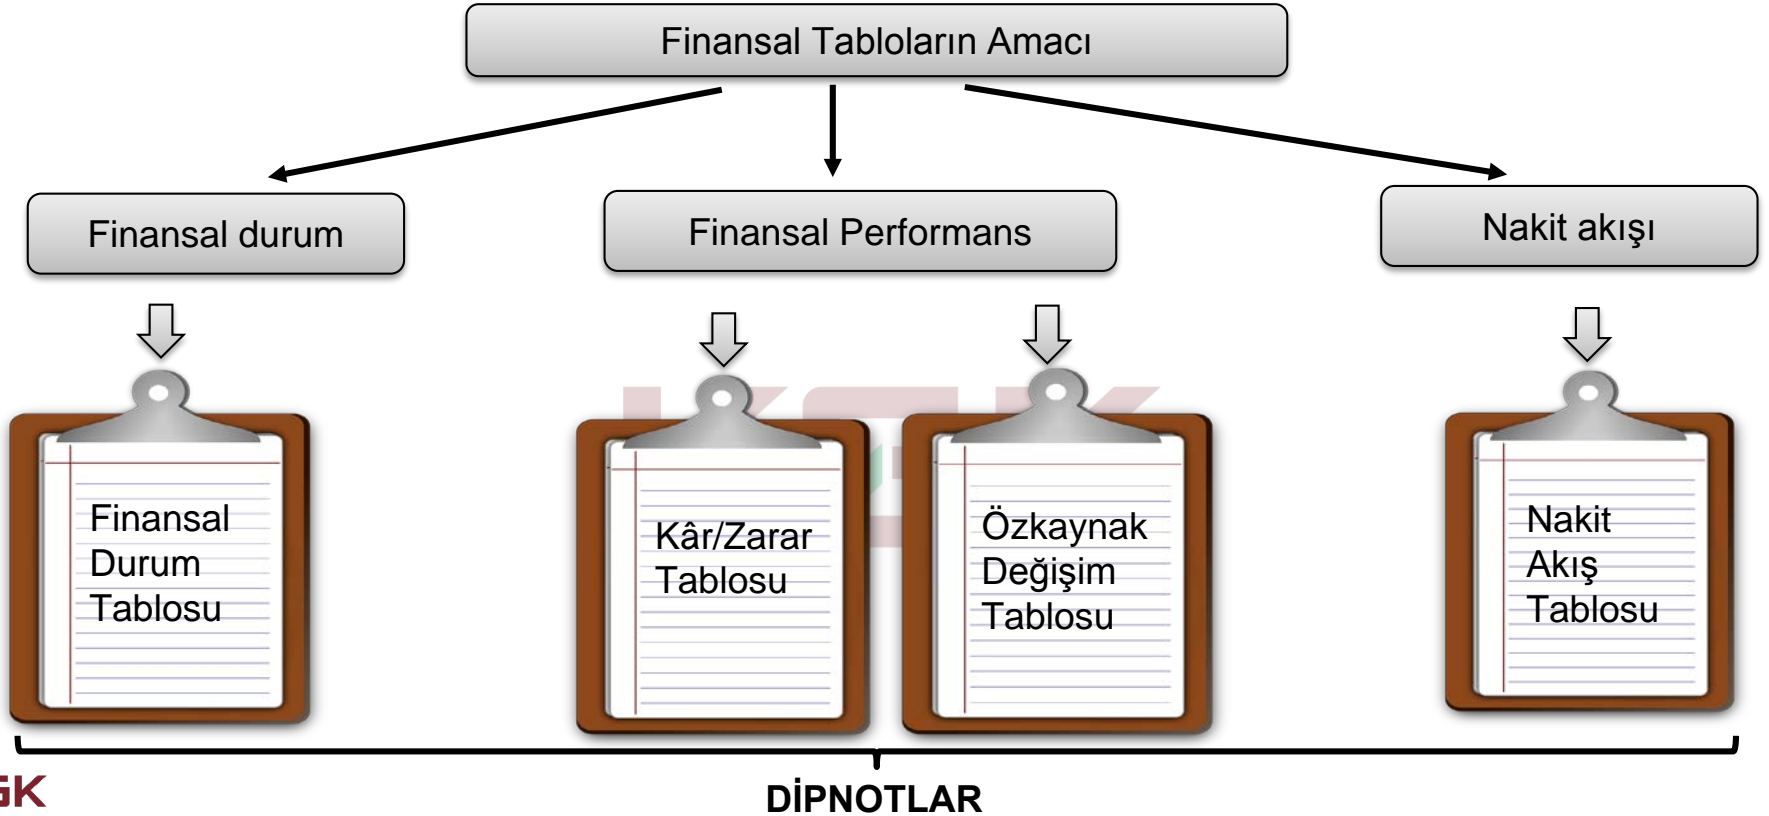 Finansal Tabloların Amacı
Finansal durum
Finansal Performans
Nakit akışı
Finansal
Durum
Tablosu
Kâr/Zarar
Tablosu
Özkaynak
Değişim
Tablosu
Nakit
Akış
Tablosu
DİPNOTLAR
GK